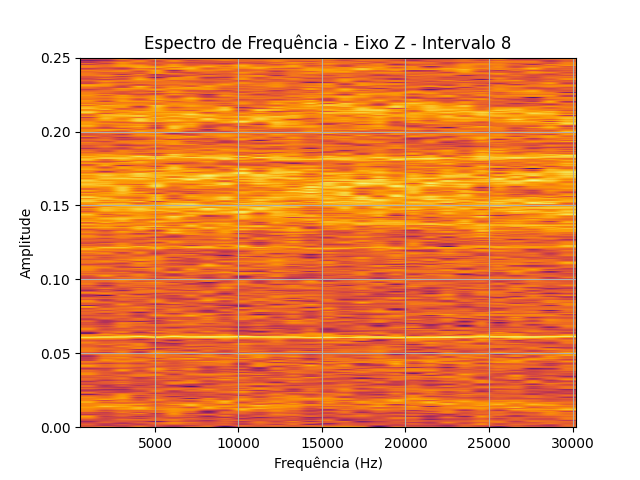 Espectro de Frequência - Eixo Z - Intervalo 8
0.25
0.20
0.15
0.10
0.05
0.00
Amplitude
5000 10000 15000 20000 25000 30000
Frequência (Hz)